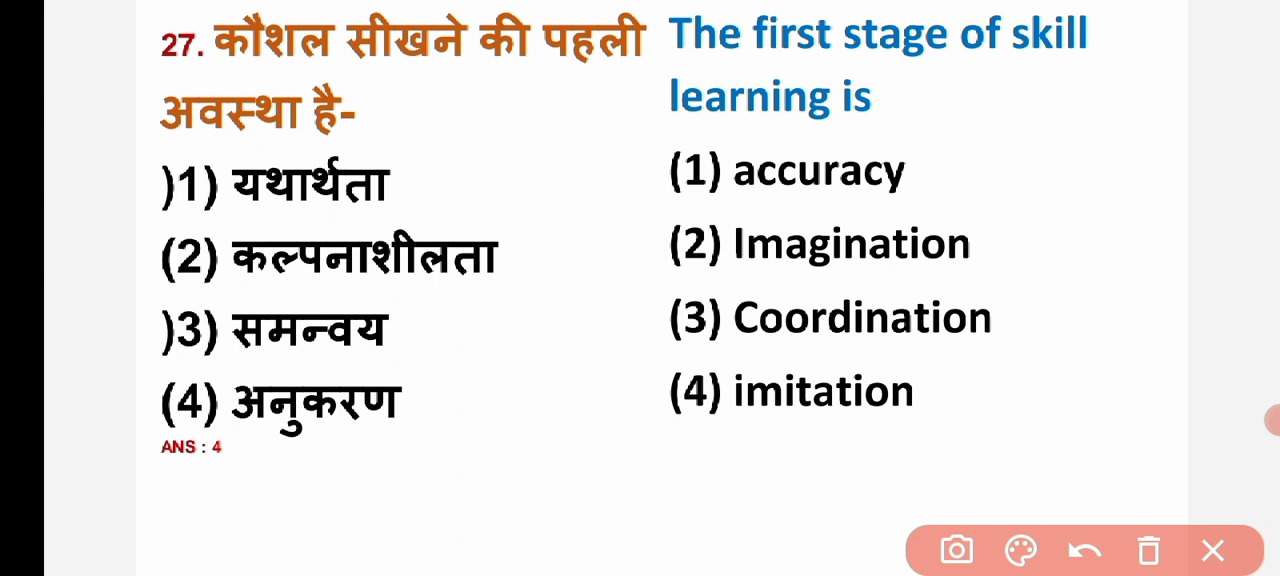 27. कौशल सीखने की पहली
अवस्था है-
)1) यथार्थता
(2) कल्पनाशीलता
)3) समन्वय
(4) अनुकरण
ANS : 4
The first stage of skill
learning is
(1) accuracy
(2) Imagination
(3) Coordination
(4) imitation